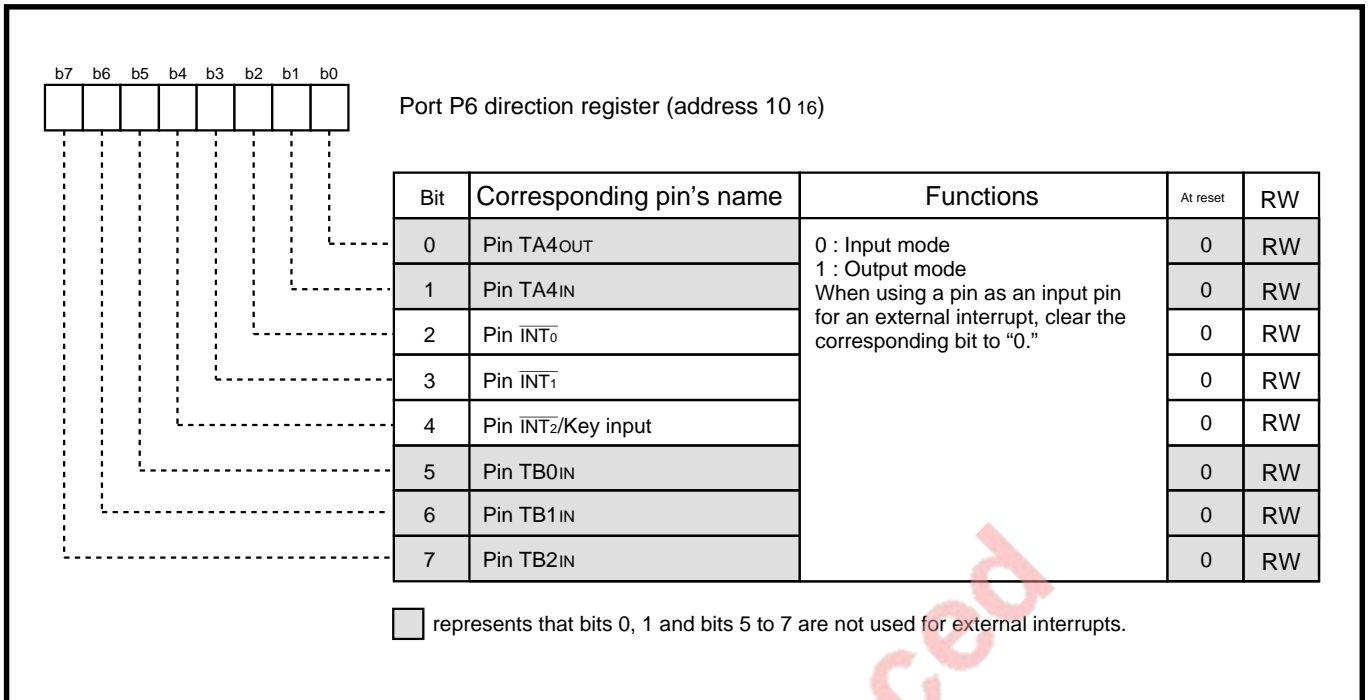 b7 b6 b5 b4 b3 b2 b1 b0
Port P6 direction register (address 10 16)
Bit Corresponding pin’s name Functions At reset RW
0 Pin TA4OUT 0 : Input mode 0 RW
1 : Output mode
1 Pin TA4IN When using a pin as an input pin 0 RW
for an external interrupt, clear the
2 Pin INT0 corresponding bit to “0.” 0 RW
3 Pin INT1 0 RW
4 Pin INT2/Key input 0 RW
5 Pin TB0IN 0 RW
6 Pin TB1IN 0 RW
7 Pin TB2IN 0 RW
represents that bits 0, 1 and bits 5 to 7 are not used for external interrupts.
ced